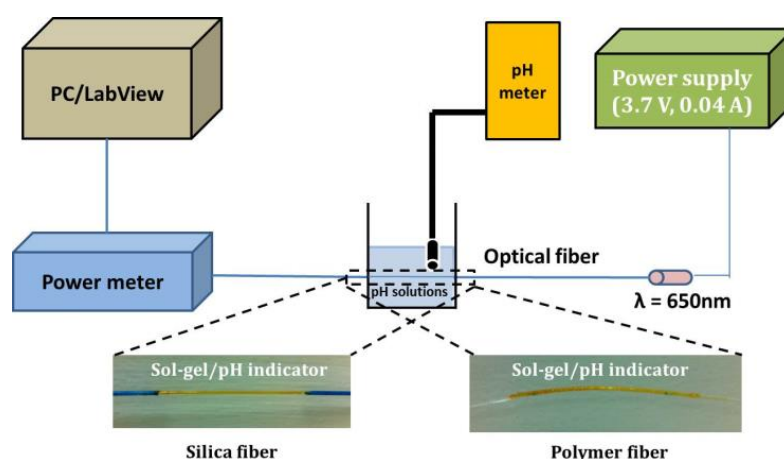 PC/LabView
pH
meter
Power supply
(3.7 V, 0.04 A)
Power meter
Optical fiber
λ = 650nm
pH solutions
Sol-gel/pH indicator
Sol-gel/pH indicator
Silica fiber
Polymer fiber